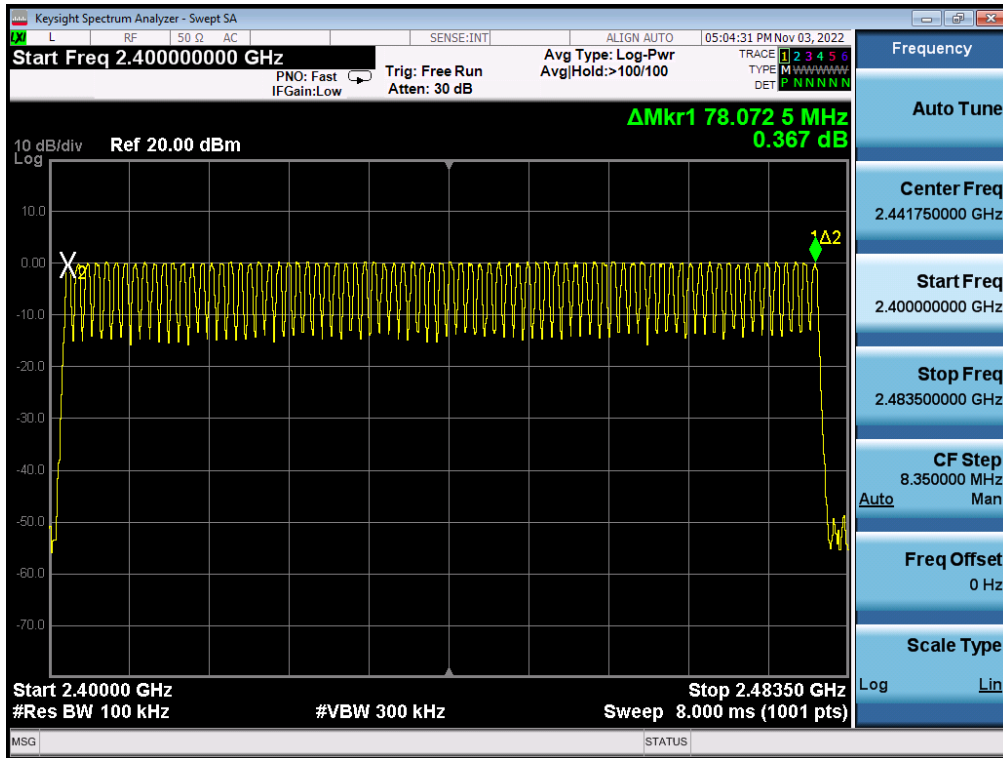 Keysight Spectrum Analyzer - Swept SA
LXI L RF 50 Ω AC SENSE:INT ALIGN AUTO 05:04:31 PM Nov 03, 2022
Start Freq 2.400000000 GHz
PNO: Fast
IFGain:Low
Trig: Free Run
Atten: 30 dB
Avg Type: Log-Pwr
Avg|Hold:>100/100
TRACE 1 2 3 4 5 6
TYPE M WWWWW
DET P N N N N N
ΔMkr1 78.072 5 MHz
0.367 dB
10 dB/div Ref 20.00 dBm
Log
10.0
0.00
-10.0
-20.0
-30.0
-40.0
-50.0
-60.0
-70.0
X2
1Δ2
Start 2.40000 GHz Stop 2.48350 GHz
#Res BW 100 kHz #VBW 300 kHz Sweep 8.000 ms (1001 pts)
MSG STATUS
Frequency
Auto Tune
Center Freq
2.441750000 GHz
Start Freq
2.400000000 GHz
Stop Freq
2.483500000 GHz
CF Step
8.350000 MHz
Auto Man
Freq Offset
0 Hz
Scale Type
Log Lin